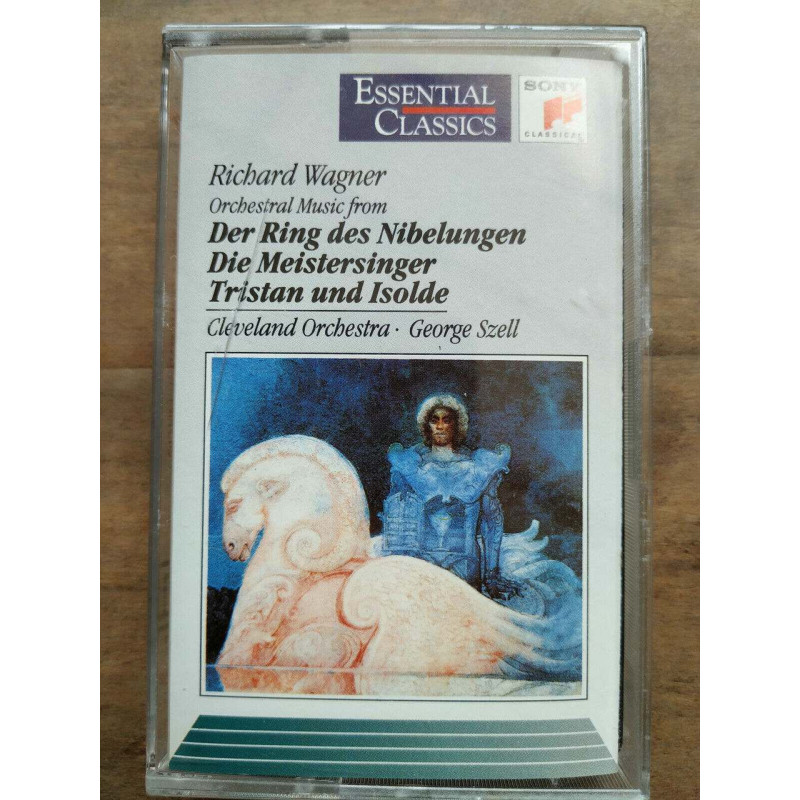 ESSENTIAL
CLASSICS
SONY
CLASSICAL
Richard Wagner
Orchestral Music from
Der Ring des Nibelungen
Die Meistersinger
Tristan und Isolde
Cleveland Orchestra · George Szell